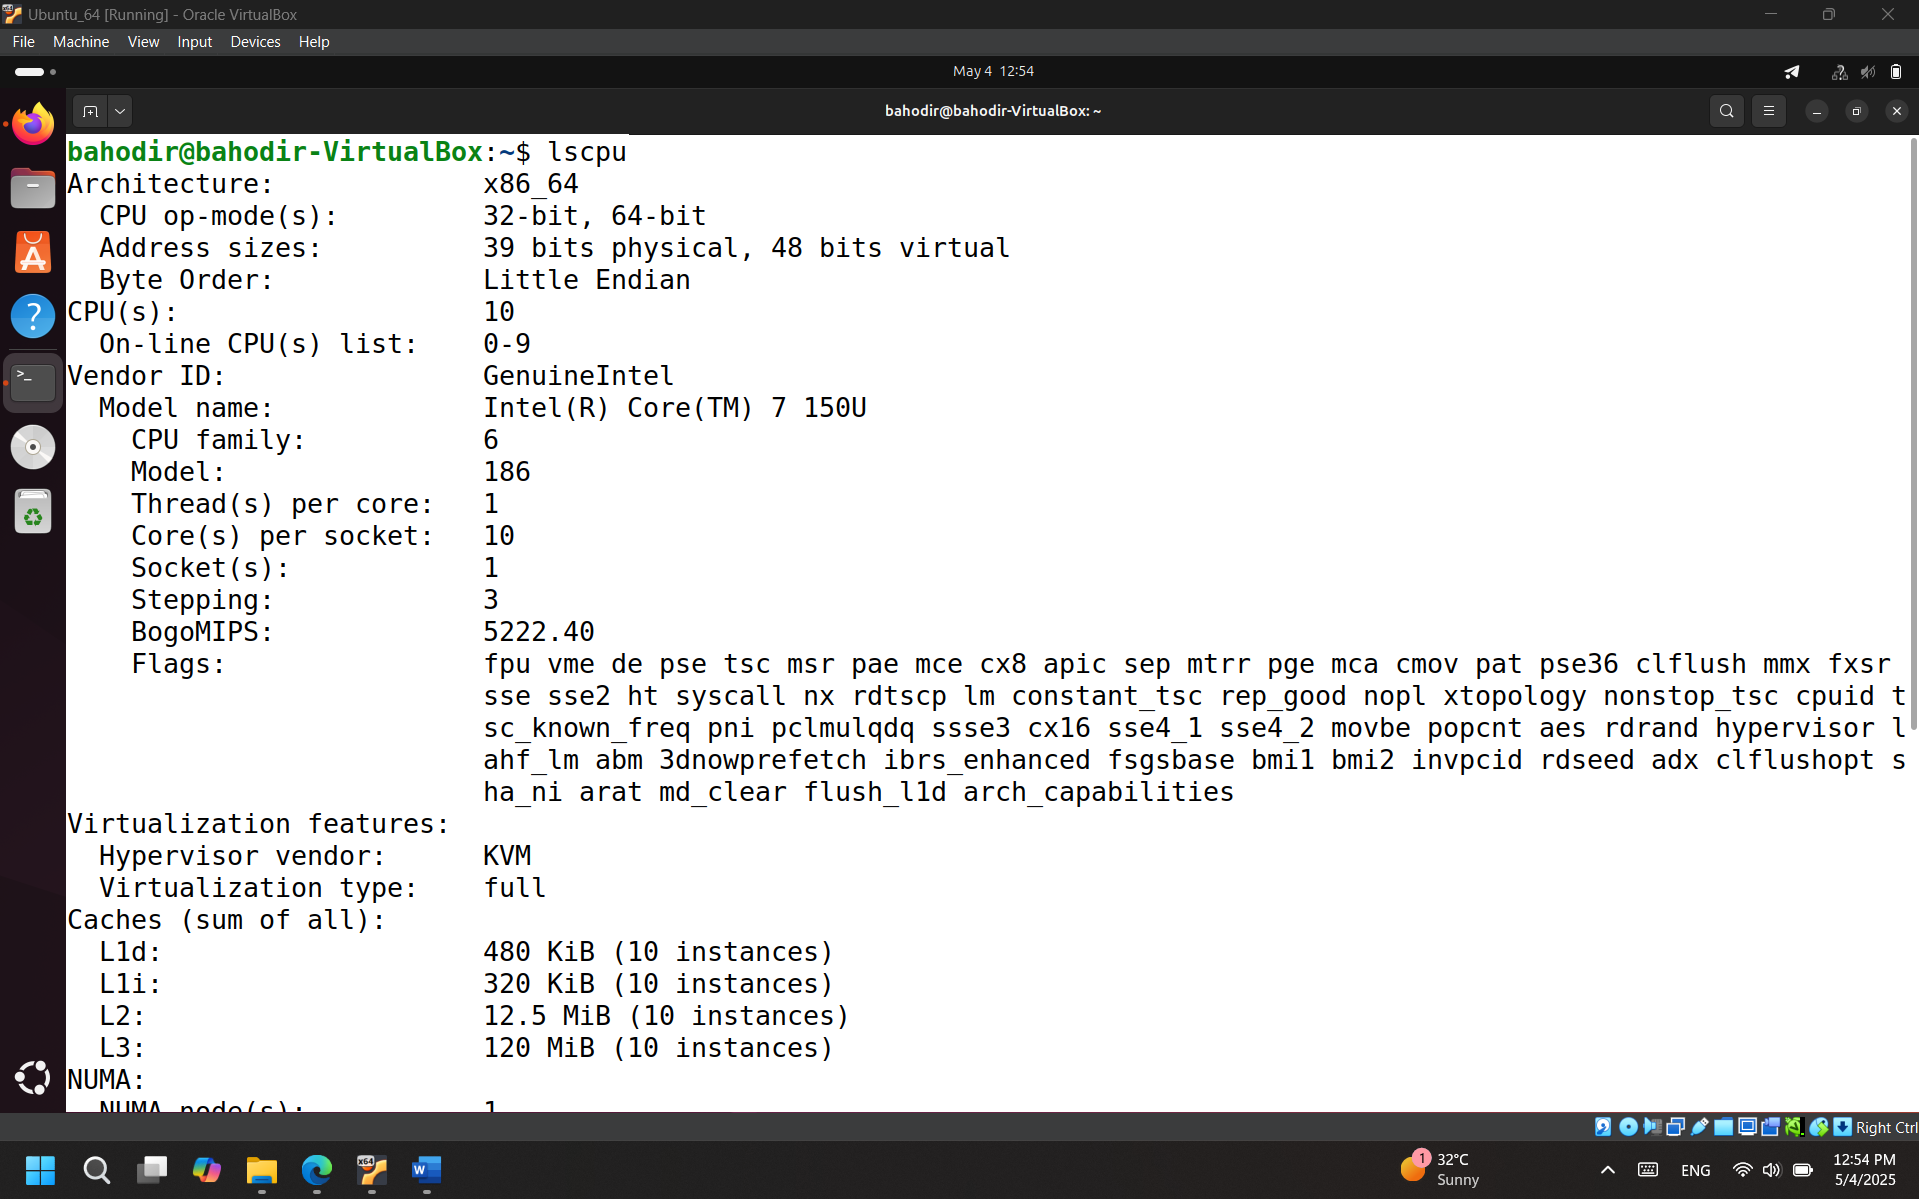 Ubuntu_64 [Running] - Oracle VirtualBox
File Machine View Input Devices Help
May 4 12:54
bahodir@bahodir-VirtualBox: ~
bahodir@bahodir-VirtualBox:~$ lscpu
Architecture: x86_64
CPU op-mode(s): 32-bit, 64-bit
Address sizes: 39 bits physical, 48 bits virtual
Byte Order: Little Endian
CPU(s): 10
On-line CPU(s) list: 0-9
Vendor ID: GenuineIntel
Model name: Intel(R) Core(TM) 7 150U
CPU family: 6
Model: 186
Thread(s) per core: 1
Core(s) per socket: 10
Socket(s): 1
Stepping: 3
BogoMIPS: 5222.40
Flags: fpu vme de pse tsc msr pae mce cx8 apic sep mtrr pge mca cmov pat pse36 clflush mmx fxsr
sse sse2 ht syscall nx rdtscp lm constant_tsc rep_good nopl xtopology nonstop_tsc cpuid t
sc_known_freq pni pclmulqdq ssse3 cx16 sse4_1 sse4_2 movbe popcnt aes rdrand hypervisor l
ahf_lm abm 3dnowprefetch ibrs_enhanced fsgsbase bmi1 bmi2 invpcid rdseed adx clflushopt s
ha_ni arat md_clear flush_l1d arch_capabilities
Virtualization features:
Hypervisor vendor: KVM
Virtualization type: full
Caches (sum of all):
L1d: 480 KiB (10 instances)
L1i: 320 KiB (10 instances)
L2: 12.5 MiB (10 instances)
L3: 120 MiB (10 instances)
NUMA:
NUMA node(s): 1
Right Ctrl
1
32°C
Sunny
ENG
12:54 PM
5/4/2025